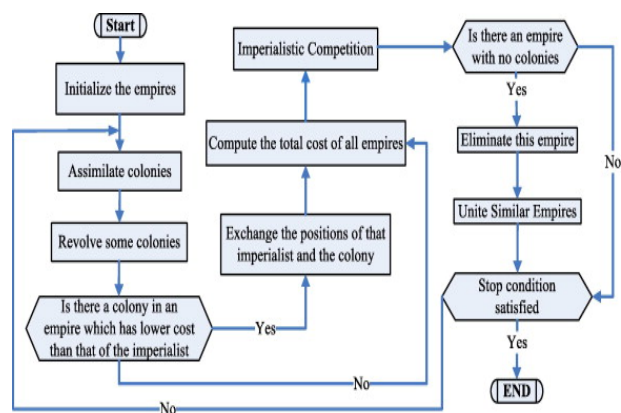 Start
Initialize the empires
Assimilate colonies
Revolve some colonies
Is there a colony in an
empire which has lower cost
than that of the imperialist
Yes
No
Exchange the positions of that
imperialist and the colony
Compute the total cost of all empires
Imperialistic Competition
Is there an empire
with no colonies
Yes
No
Eliminate this empire
Unite Similar Empires
Stop condition
satisfied
Yes
No
END